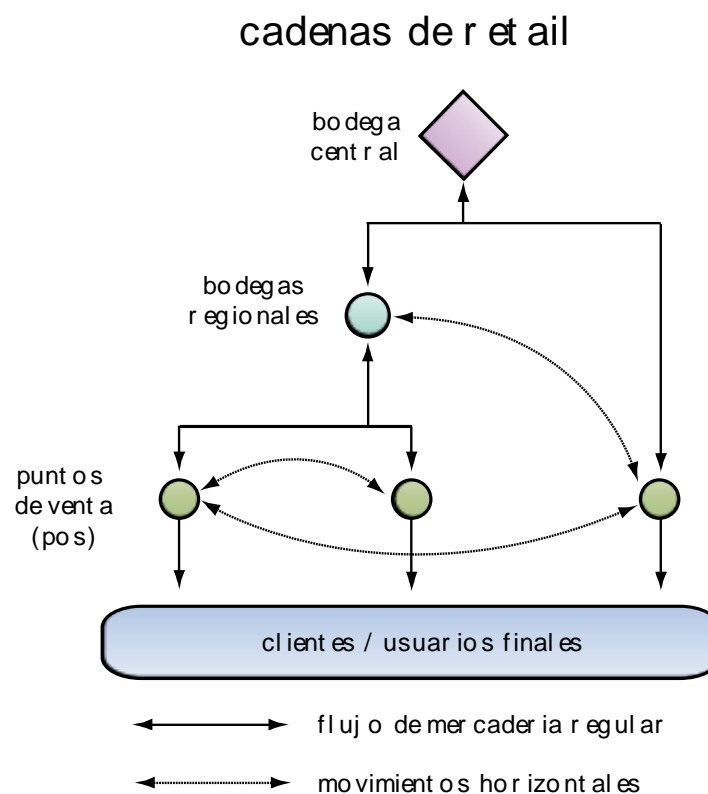 cadenas de retail
bodega
central
bodegas
regionales
puntos
de venta
(pos)
clientes / usuarios finales
flujo de mercaderia regular
movimientos horizontales